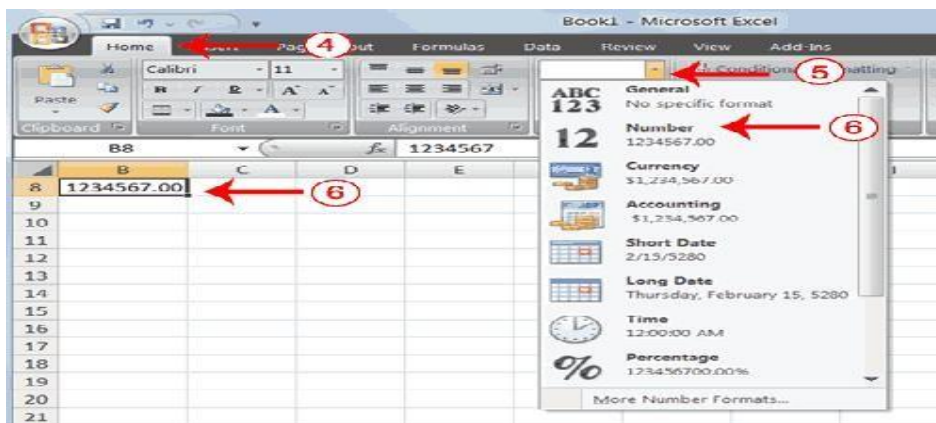 Book1 - Microsoft Excel
Home Formulas Data Review View Add-Ins
4
5
Paste
Calibri 11
B I U A A
A
Clipboard Font Alignment
B8 fx 1234567
B C D E
8 1234567.00
6
9
10
11
12
13
14
15
16
17
18
19
20
21
ABC
123
General
No specific format
12
Number
1234567.00
6
Currency
$1,234,567.00
Accounting
$1,234,567.00
Short Date
2/15/5280
Long Date
Thursday, February 15, 5280
Time
12:00:00 AM
%
Percentage
123456700.00%
More Number Formats...